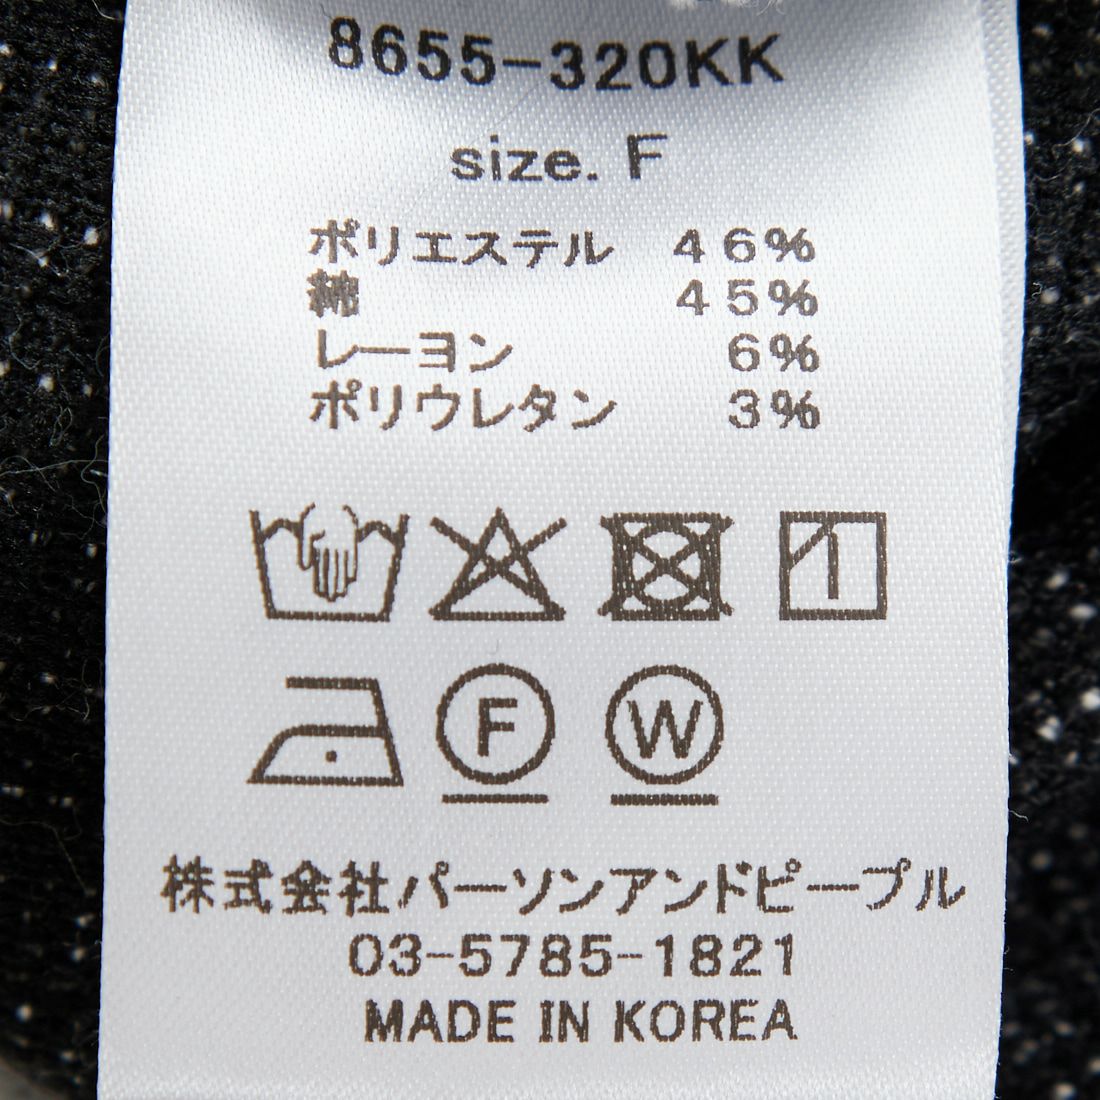 8655-320KK
size. F
ポリエステル 46%
綿 45%
レーヨン 6%
ポリウレタン 3%
F W
株式会社パーソンアンドピープル
03-5785-1821
MADE IN KOREA